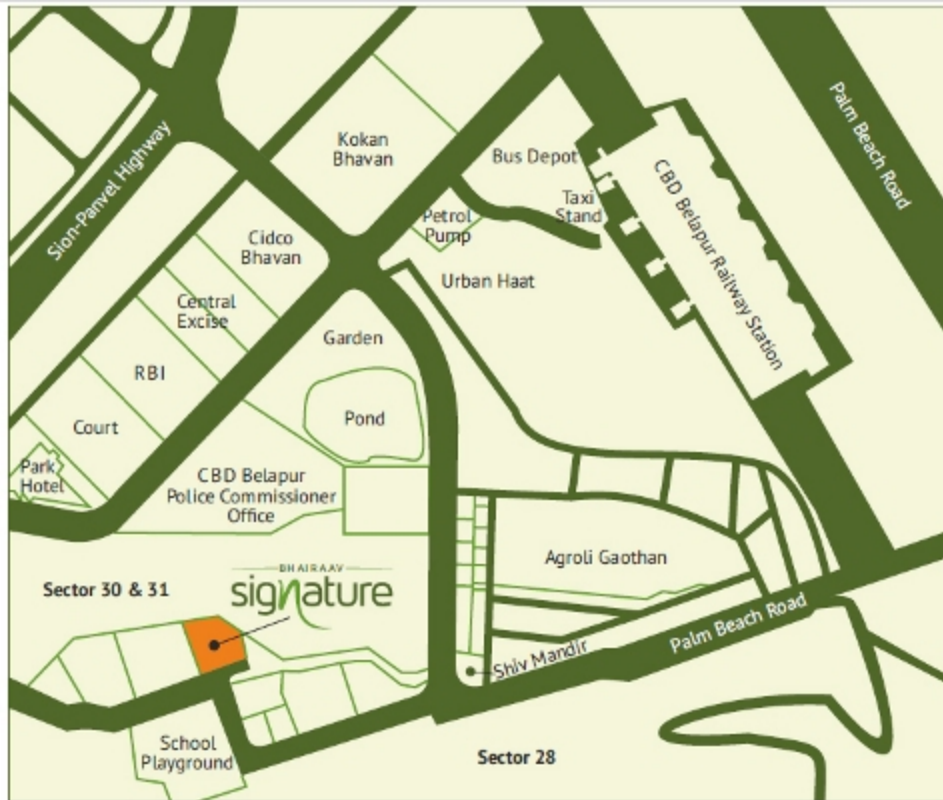 Sion-Panvel Highway
Kokan
Bhavan
Bus Depot
Taxi
Stand
Palm Beach Road
CBD Belapur Railway Station
Petrol
Pump
Cidco
Bhavan
Urban Haat
Central
Excise
Garden
RBI
Pond
Court
Park
Hotel
CBD Belapur
Police Commissioner
Office
Agroli Gaothan
BHAIRAAV
signature
Sector 30 & 31
Palm Beach Road
Shiv Mandir
School
Playground
Sector 28